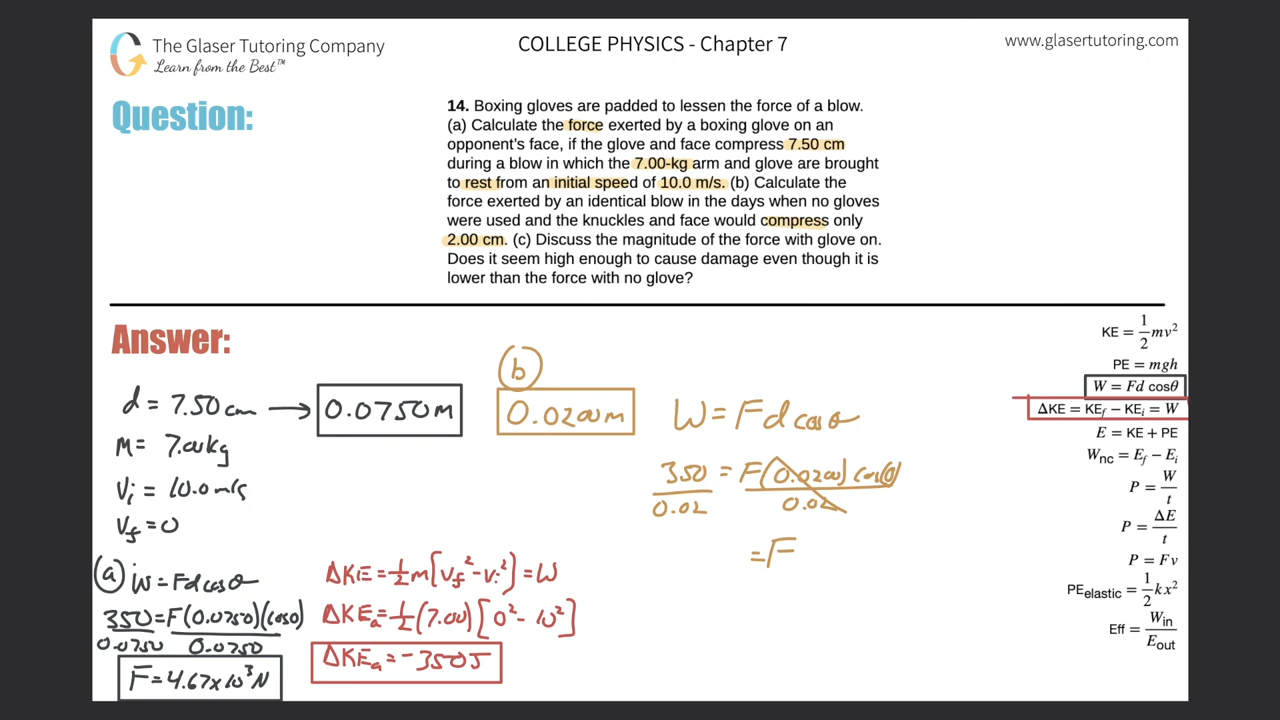 The Glaser Tutoring Company
Learn from the Best™
COLLEGE PHYSICS - Chapter 7
www.glasertutoring.com
Question:
14. Boxing gloves are padded to lessen the force of a blow.
(a) Calculate the force exerted by a boxing glove on an
opponent's face, if the glove and face compress 7.50 cm
during a blow in which the 7.00-kg arm and glove are brought
to rest from an initial speed of 10.0 m/s. (b) Calculate the
force exerted by an identical blow in the days when no gloves
were used and the knuckles and face would compress only
2.00 cm. (c) Discuss the magnitude of the force with glove on.
Does it seem high enough to cause damage even though it is
lower than the force with no glove?
Answer:
d = 7.50 cm → 0.0750 m
m = 7.00 kg
Vi = 10.0 m/s
Vf = 0
(a) W = Fd cos θ
350 = F(0.0750)(cos 0)
0.0750 0.0750
F = 4.67 x 10³ N
ΔKE = ½m[Vf² - Vi²] = W
ΔKEa = ½(7.00)[0² - 10²]
ΔKEa = -350 J
(b)
0.0200 m
W = Fd cos θ
350 = F(0.0200) cos(0)
0.02 0.02
= F
KE = 1/2 mv²
PE = mgh
W = Fd cosθ
ΔKE = KEf − KEi = W
E = KE + PE
Wnc = Ef − Ei
P = W/t
P = ΔE/t
P = Fv
PEelastic = 1/2 kx²
Eff = Win/Eout